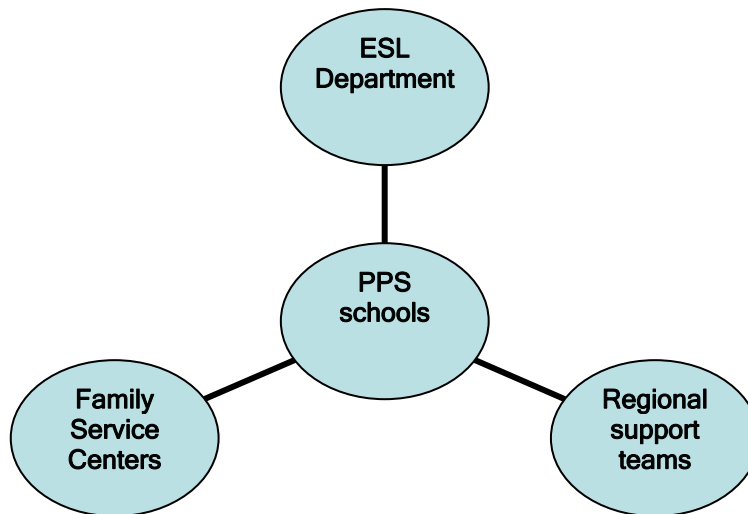 ESL
Department
PPS
schools
Family
Service
Centers
Regional
support
teams